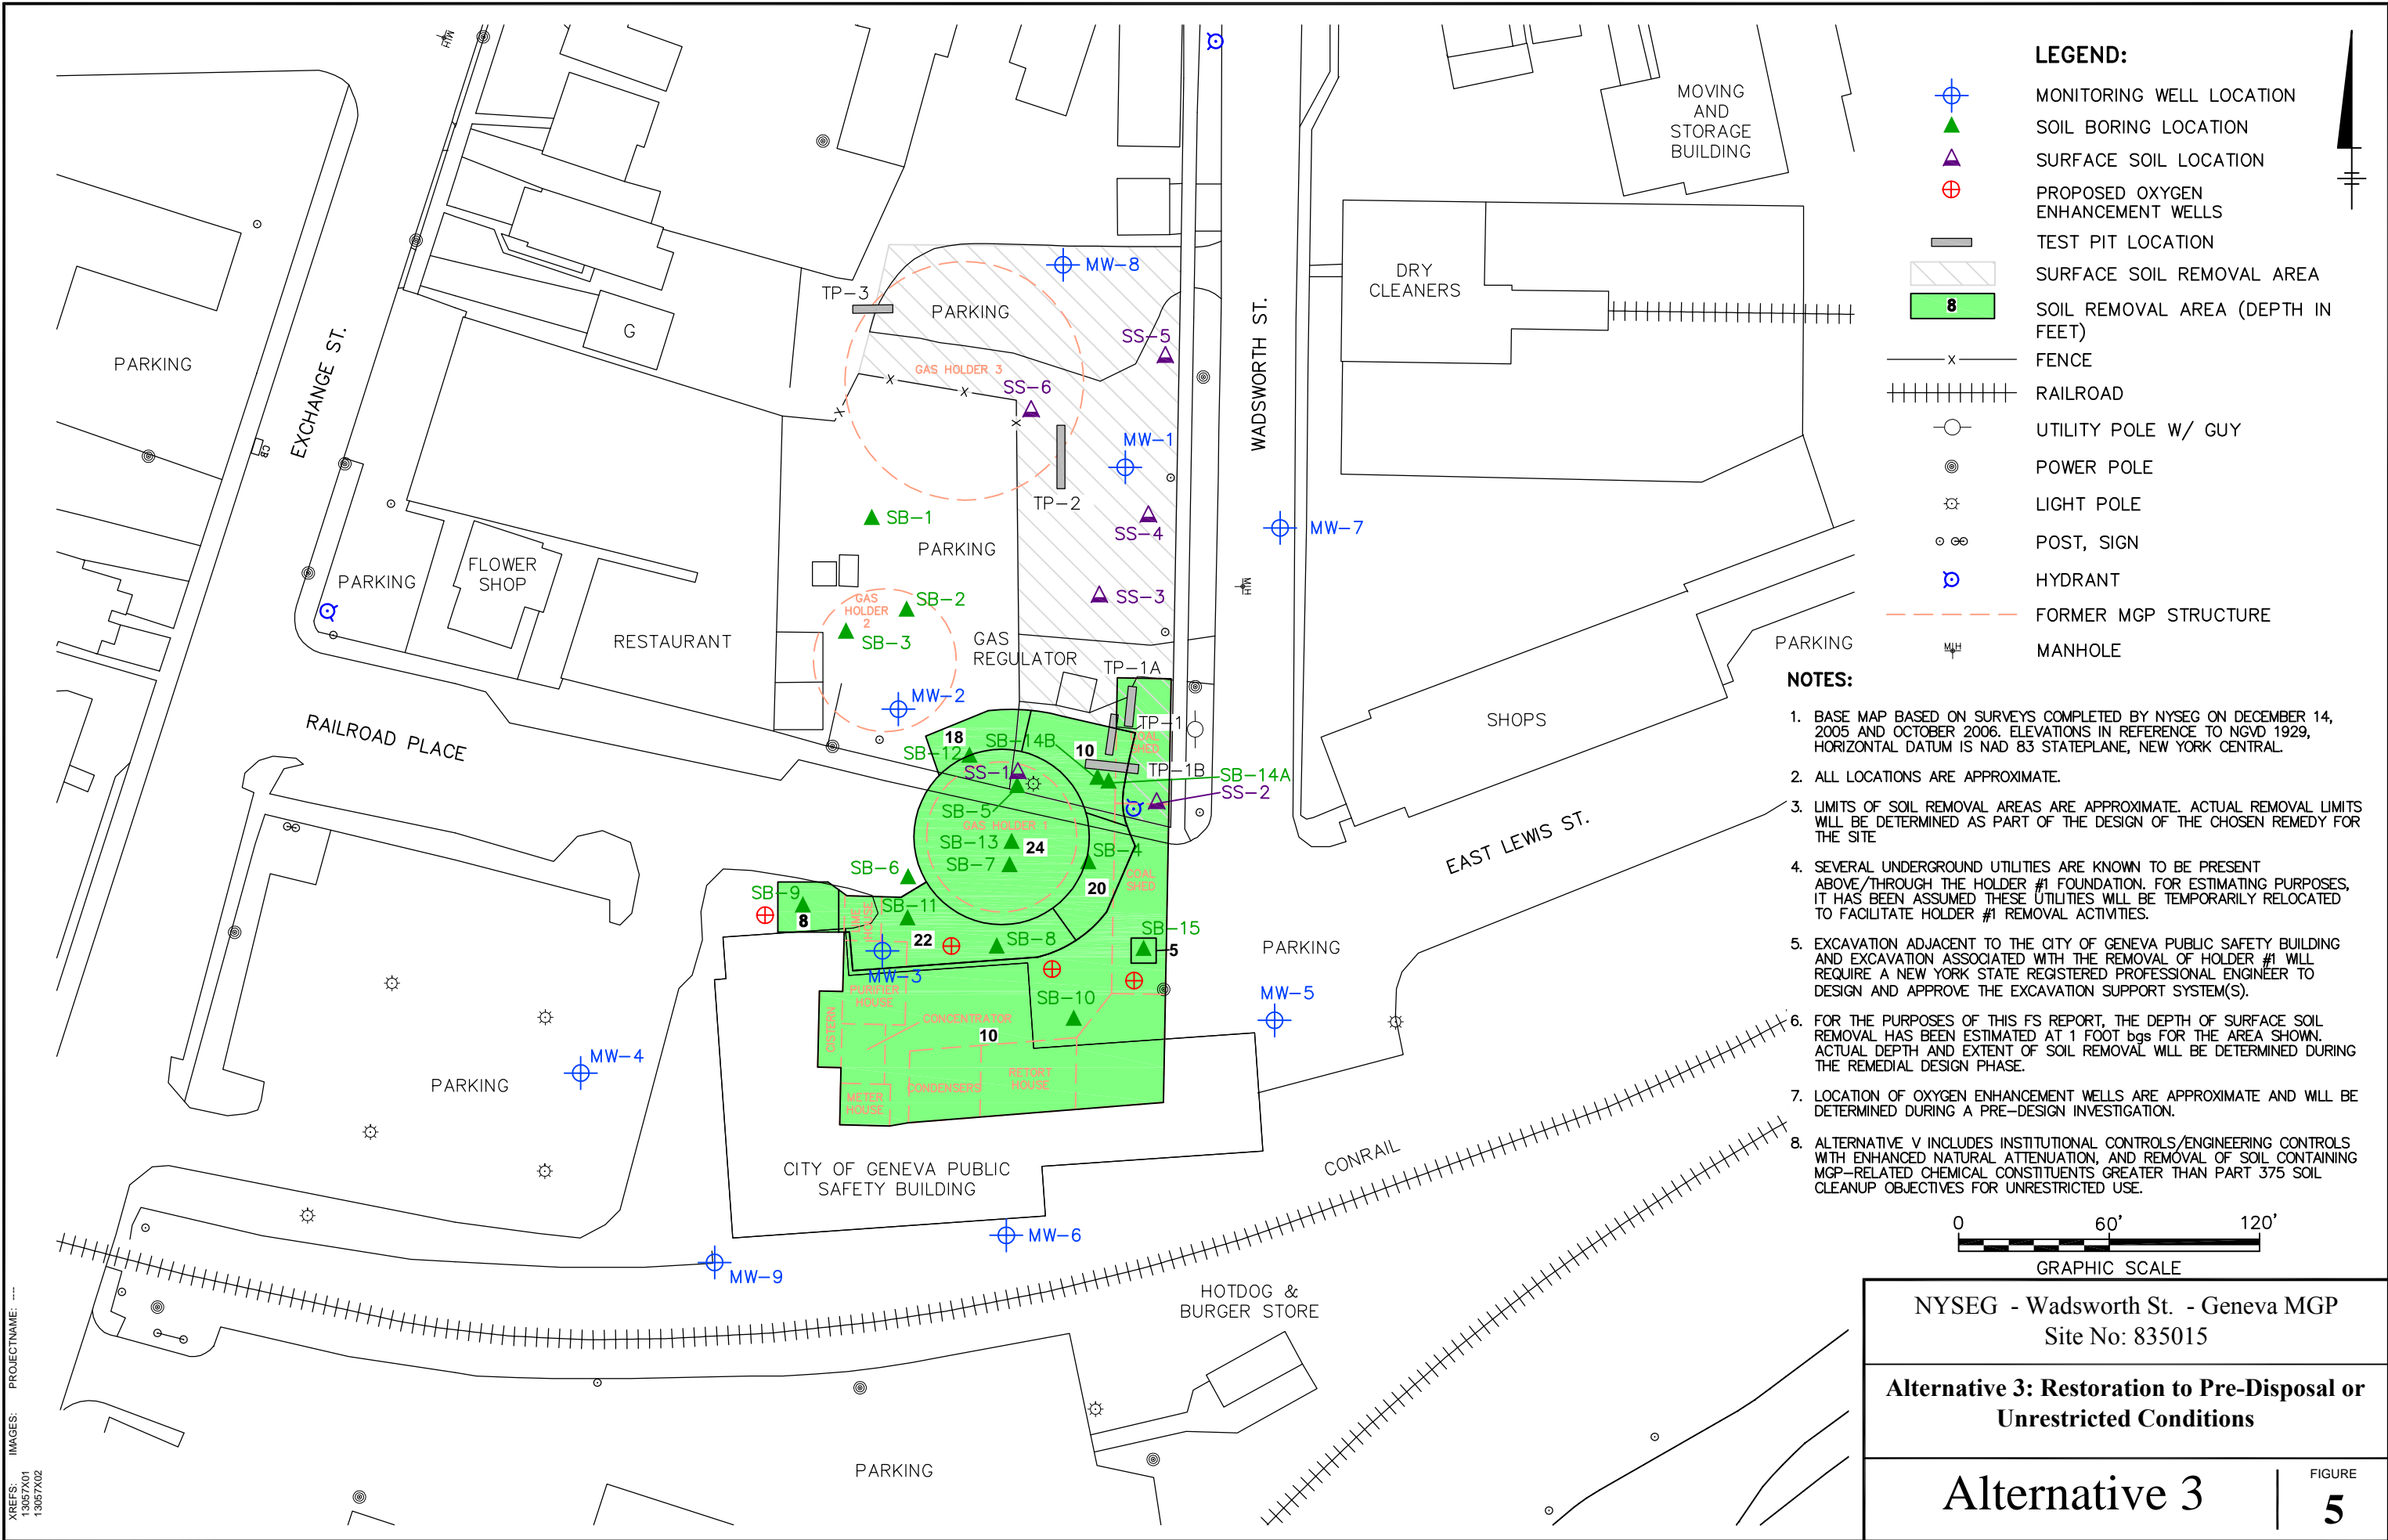 MH
MOVING
AND
STORAGE
BUILDING
PARKING
EXCHANGE ST.
CB
G
TP-3
PARKING
MW-8
GAS HOLDER 3
SS-5
SS-6
MW-1
TP-2
SS-4
SB-1
PARKING
SS-3
WADSWORTH ST.
MW-7
MH
DRY
CLEANERS
PARKING
FLOWER
SHOP
RESTAURANT
GAS
HOLDER
2
SB-2
SB-3
GAS
REGULATOR
MW-2
TP-1A
TP-1
COAL
SHED
TP-1B
RAILROAD PLACE
18
SB-12
SB-14B
10
SB-14A
SS-1
SS-2
SB-5
GAS HOLDER 1
SB-13
24
SB-7
SB-4
20
COAL
SHED
SB-6
SB-9
8
LIME
HOUSE
SB-11
22
SB-8
SB-15
5
MW-3
PURIFIER
HOUSE
CISTERN
CONCENTRATOR
10
SB-10
CONDENSERS
RETORT
HOUSE
METER
HOUSE
MW-5
PARKING
SHOPS
PARKING
EAST LEWIS ST.
MW-4
PARKING
CITY OF GENEVA PUBLIC
SAFETY BUILDING
MW-6
MW-9
CONRAIL
HOTDOG &
BURGER STORE
PARKING
LEGEND:
MONITORING WELL LOCATION
SOIL BORING LOCATION
SURFACE SOIL LOCATION
PROPOSED OXYGEN
ENHANCEMENT WELLS
TEST PIT LOCATION
SURFACE SOIL REMOVAL AREA
8
SOIL REMOVAL AREA (DEPTH IN
FEET)
X
FENCE
RAILROAD
UTILITY POLE W/ GUY
POWER POLE
LIGHT POLE
POST, SIGN
HYDRANT
FORMER MGP STRUCTURE
MH
MANHOLE
NOTES:
1. BASE MAP BASED ON SURVEYS COMPLETED BY NYSEG ON DECEMBER 14,
2005 AND OCTOBER 2006. ELEVATIONS IN REFERENCE TO NGVD 1929,
HORIZONTAL DATUM IS NAD 83 STATEPLANE, NEW YORK CENTRAL.
2. ALL LOCATIONS ARE APPROXIMATE.
3. LIMITS OF SOIL REMOVAL AREAS ARE APPROXIMATE. ACTUAL REMOVAL LIMITS
WILL BE DETERMINED AS PART OF THE DESIGN OF THE CHOSEN REMEDY FOR
THE SITE
4. SEVERAL UNDERGROUND UTILITIES ARE KNOWN TO BE PRESENT
ABOVE/THROUGH THE HOLDER #1 FOUNDATION. FOR ESTIMATING PURPOSES,
IT HAS BEEN ASSUMED THESE UTILITIES WILL BE TEMPORARILY RELOCATED
TO FACILITATE HOLDER #1 REMOVAL ACTIVITIES.
5. EXCAVATION ADJACENT TO THE CITY OF GENEVA PUBLIC SAFETY BUILDING
AND EXCAVATION ASSOCIATED WITH THE REMOVAL OF HOLDER #1 WILL
REQUIRE A NEW YORK STATE REGISTERED PROFESSIONAL ENGINEER TO
DESIGN AND APPROVE THE EXCAVATION SUPPORT SYSTEM(S).
6. FOR THE PURPOSES OF THIS FS REPORT, THE DEPTH OF SURFACE SOIL
REMOVAL HAS BEEN ESTIMATED AT 1 FOOT bgs FOR THE AREA SHOWN.
ACTUAL DEPTH AND EXTENT OF SOIL REMOVAL WILL BE DETERMINED DURING
THE REMEDIAL DESIGN PHASE.
7. LOCATION OF OXYGEN ENHANCEMENT WELLS ARE APPROXIMATE AND WILL BE
DETERMINED DURING A PRE-DESIGN INVESTIGATION.
8. ALTERNATIVE V INCLUDES INSTITUTIONAL CONTROLS/ENGINEERING CONTROLS
WITH ENHANCED NATURAL ATTENUATION, AND REMOVAL OF SOIL CONTAINING
MGP-RELATED CHEMICAL CONSTITUENTS GREATER THAN PART 375 SOIL
CLEANUP OBJECTIVES FOR UNRESTRICTED USE.
0 60' 120'
GRAPHIC SCALE
NYSEG - Wadsworth St. - Geneva MGP
Site No: 835015
Alternative 3: Restoration to Pre-Disposal or
Unrestricted Conditions
Alternative 3
FIGURE
5
XREFS: IMAGES: PROJECTNAME: ----
13057X01
13057X02